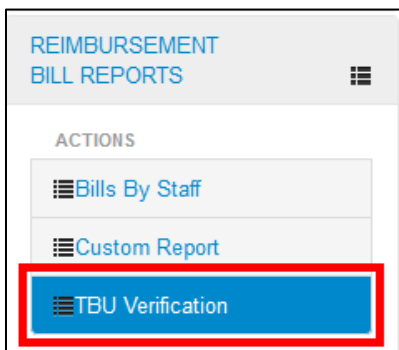 REIMBURSEMENT
BILL REPORTS
ACTIONS
Bills By Staff
Custom Report
TBU Verification